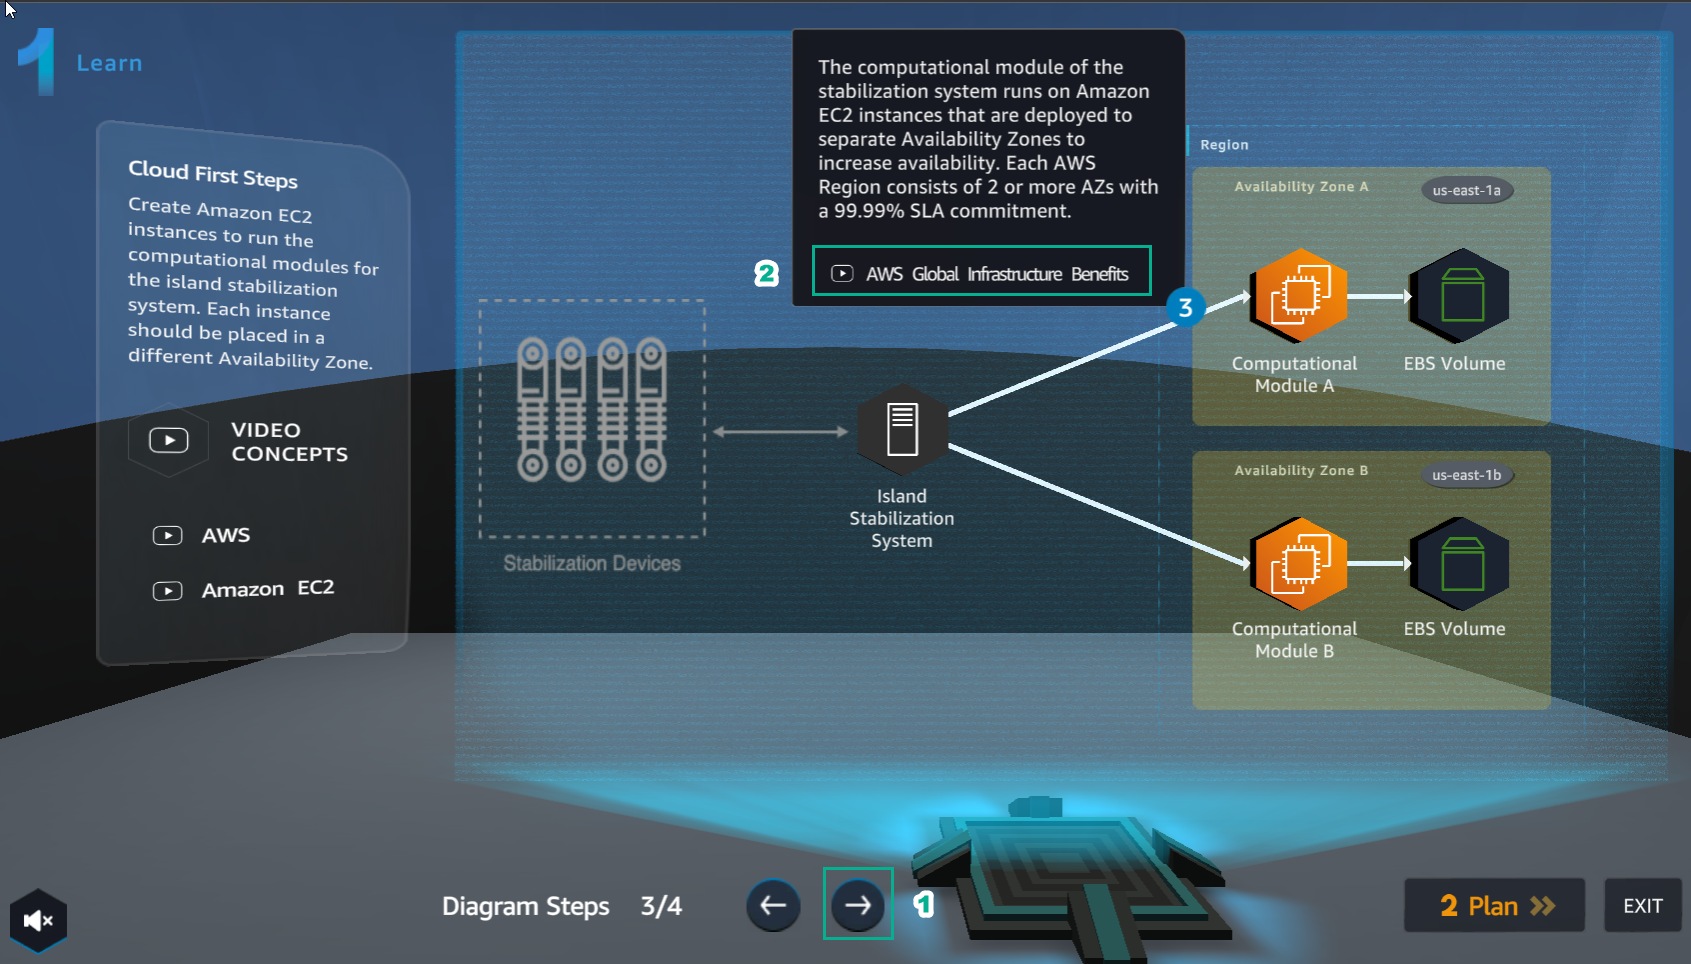 1 Learn
Cloud First Steps
Create Amazon EC2
instances to run the
computational modules for
the island stabilization
system. Each instance
should be placed in a
different Availability Zone.
VIDEO
CONCEPTS
AWS
Amazon EC2
The computational module of the
stabilization system runs on Amazon
EC2 instances that are deployed to
separate Availability Zones to
increase availability. Each AWS
Region consists of 2 or more AZs with
a 99.99% SLA commitment.
2
AWS Global Infrastructure Benefits
3
Stabilization Devices
Island
Stabilization
System
Region
Availability Zone A
us-east-1a
Computational
Module A
EBS Volume
Availability Zone B
us-east-1b
Computational
Module B
EBS Volume
Diagram Steps 3/4
1
2 Plan
EXIT